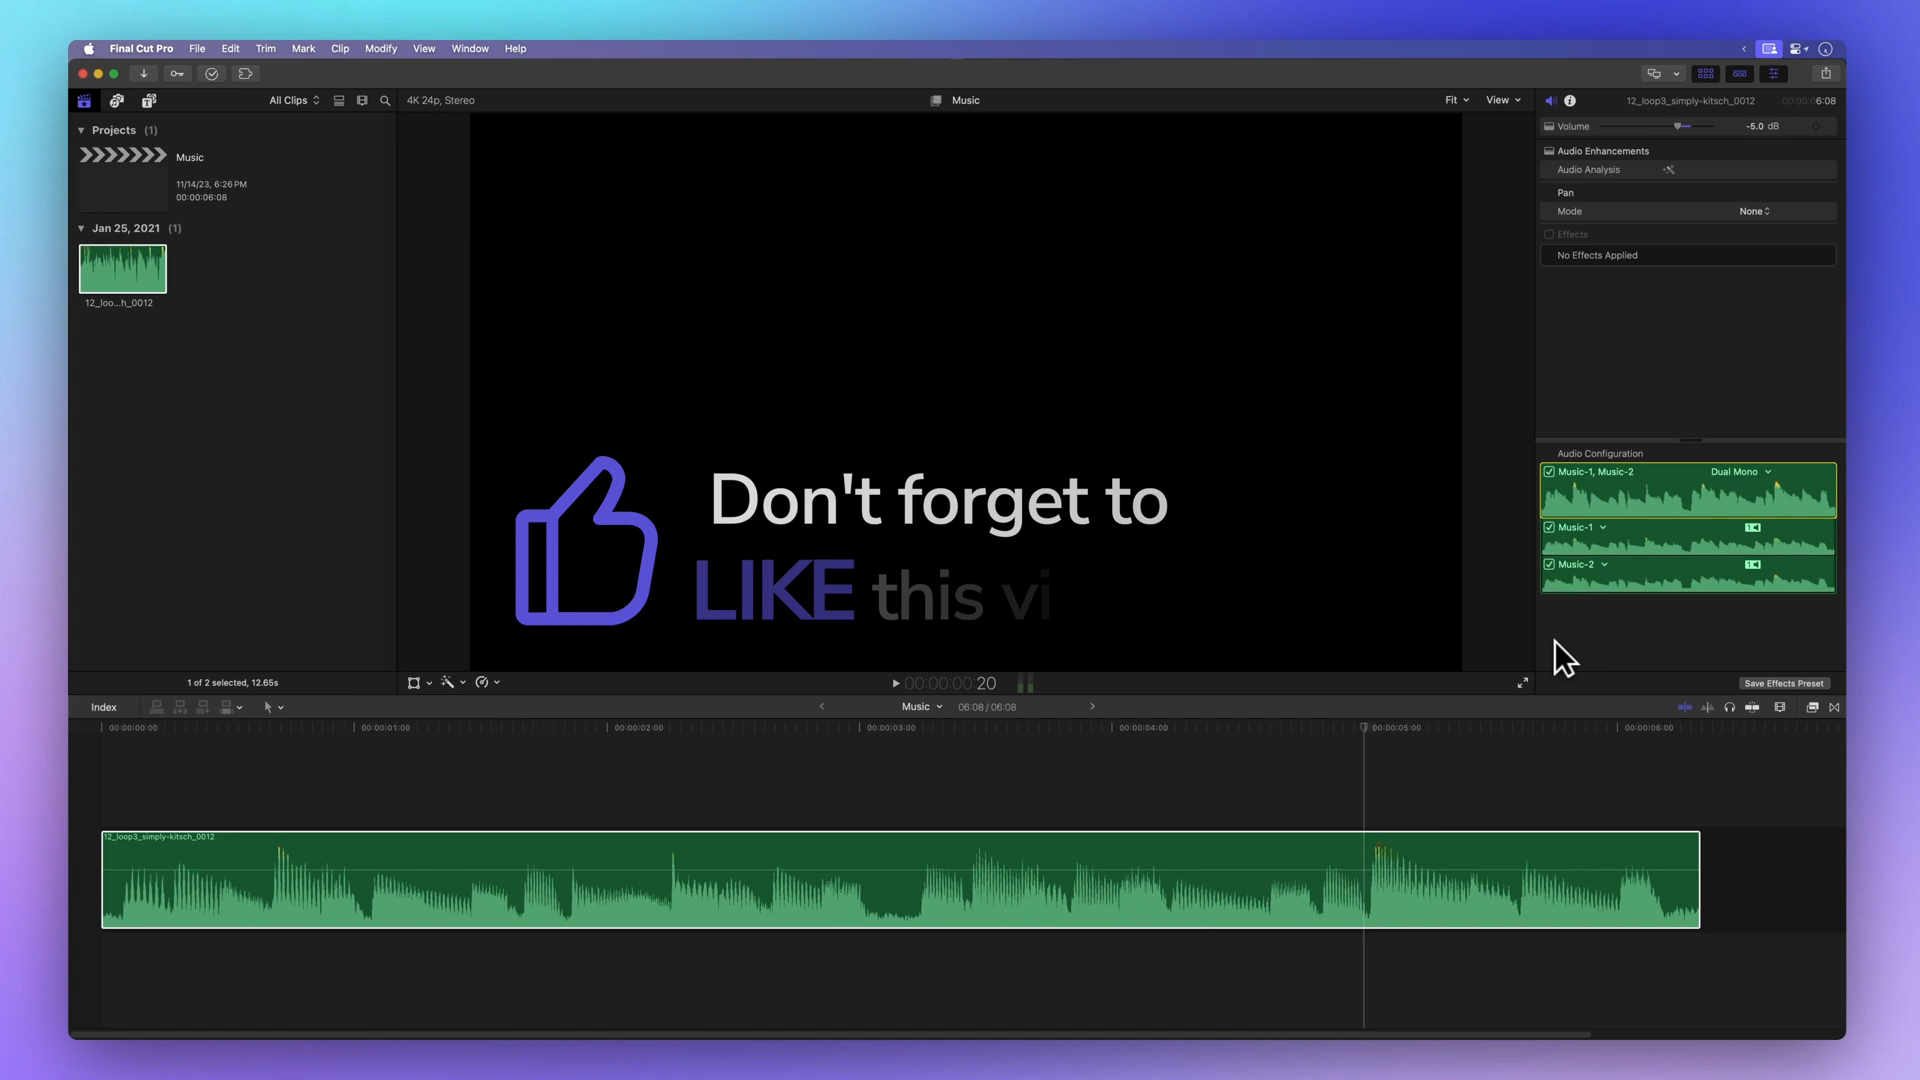 Final Cut Pro File Edit Trim Mark Clip Modify View Window Help
All Clips
4K 24p, Stereo
Music
Fit
View
12_loop3_simply-kitsch_0012
00:00:06:08
Projects (1)
Music
11/14/23, 6:26 PM
00:00:06:08
Jan 25, 2021 (1)
12_loo...h_0012
Volume
-5.0 dB
Audio Enhancements
Audio Analysis
Pan
Mode
None
Effects
No Effects Applied
Don't forget to
LIKE this vi
Audio Configuration
Music-1, Music-2
Dual Mono
Music-1
1
Music-2
1
1 of 2 selected, 12.65s
00:00:00:20
Save Effects Preset
Index
Music
06:08 / 06:08
00:00:00:00
00:00:01:00
00:00:02:00
00:00:03:00
00:00:04:00
00:00:05:00
00:00:06:00
12_loop3_simply-kitsch_0012